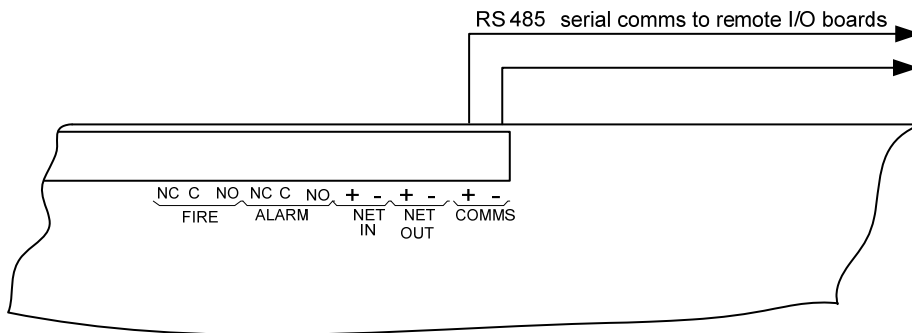 RS 485 serial comms to remote I/O boards
NC C NO NC C NO + - + - + -
FIRE ALARM NET IN NET OUT COMMS